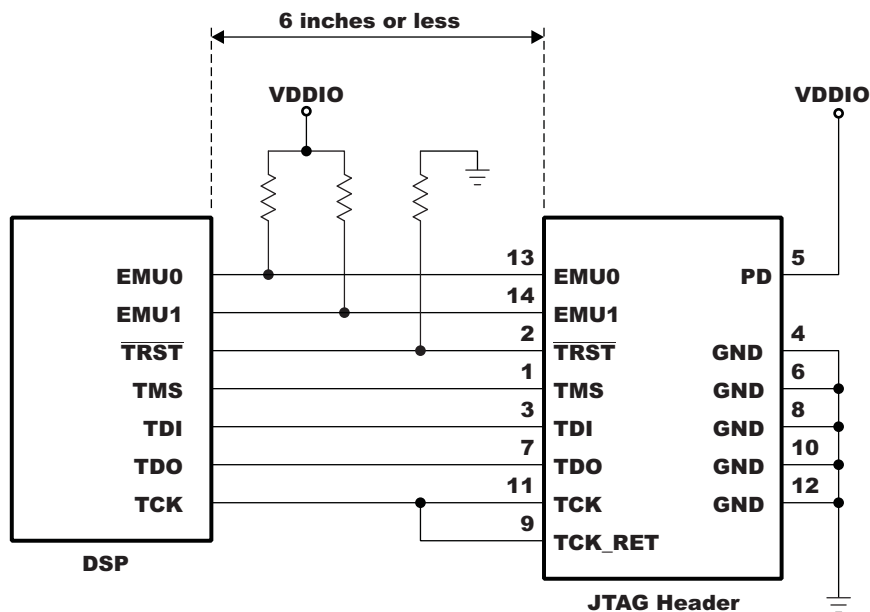 6 inches or less
VDDIO
VDDIO
EMU0
13
EMU0
5
PD
EMU1
14
EMU1
TRST
2
TRST
4
GND
TMS
1
TMS
6
GND
TDI
3
TDI
8
GND
TDO
7
TDO
10
GND
TCK
11
TCK
12
GND
9
TCK_RET
DSP
JTAG Header